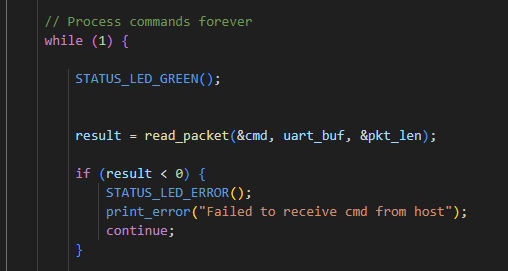 // Process commands forever
while (1) {
STATUS_LED_GREEN();
result = read_packet(&cmd, uart_buf, &pkt_len);
if (result < 0) {
STATUS_LED_ERROR();
print_error("Failed to receive cmd from host");
continue;
}